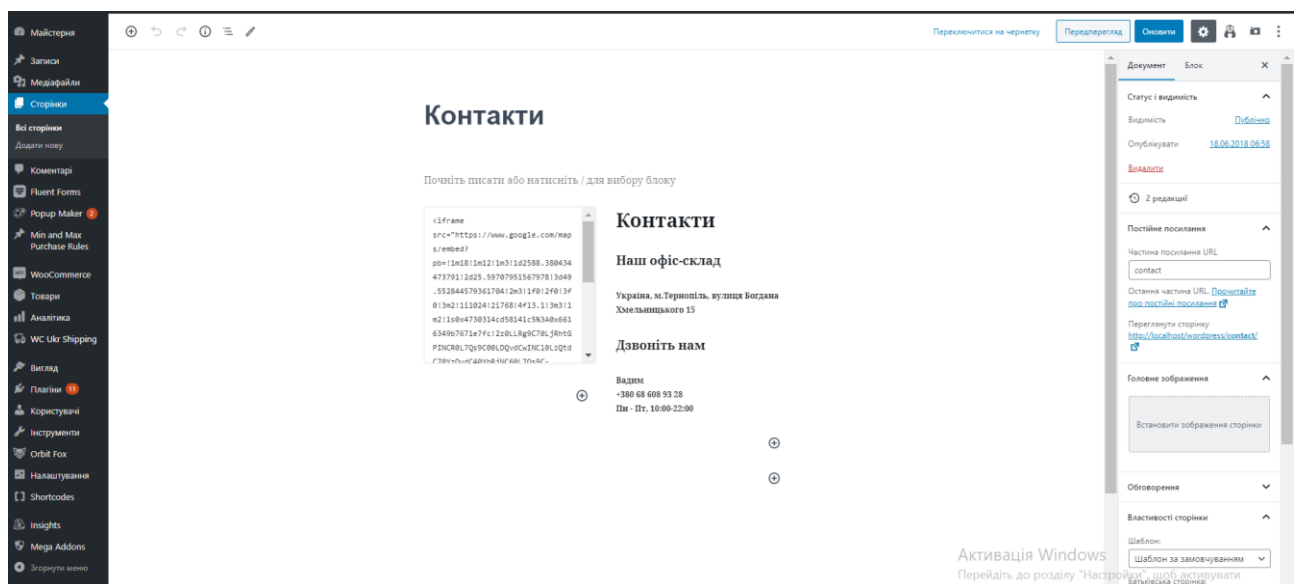 Майстерня
Записи
Медіафайли
Сторінки
Всі сторінки
Додати нову
Коментарі
Fluent Forms
Popup Maker 2
Min and Max
Purchase Rules
WooCommerce
Товари
Аналітика
WC Ukr Shipping
Вигляд
Плагіни 11
Користувачі
Інструменти
Orbit Fox
Налаштування
Shortcodes
Insights
Mega Addons
Згорнути меню
Переключитися на чернетку
Передперегляд
Оновити
Контакти
Почніть писати або натисніть / для вибору блоку
<iframe
src="https://www.google.com/map
s/embed?
pb=!1m18!1m12!1m3!1d2588.380434
473791!2d25.59707951567978!3d49
.552844579361704!2m3!1f0!2f0!3f
0!3m2!1i1024!2i768!4f13.1!3m3!1
m2!1s0x4730314cd58141c5%3A0x661
Контакти
Наш офіс-склад
Україна, м.Тернопіль, вулиця Богдана
Хмельницького 15
Дзвоніть нам
Вадим
+380 68 608 93 28
Пн - Пт, 10:00-22:00
Документ
Блок
Статус і видимість
Видимість
Публічно
Опублікувати
18.06.2018 06:58
Видалити
2 редакції
Постійне посилання
Частина посилання URL
contact
Остання частина URL. Прочитайте
про постійні посилання
Переглянути сторінку
http://localhost/wordpress/contact/
Головне зображення
Встановити зображення сторінки
Обговорення
Властивості сторінки
Шаблон:
Шаблон за замовчуванням
Батьківська сторінка:
Активація Windows
Перейдіть до розділу "Настройки", щоб активувати